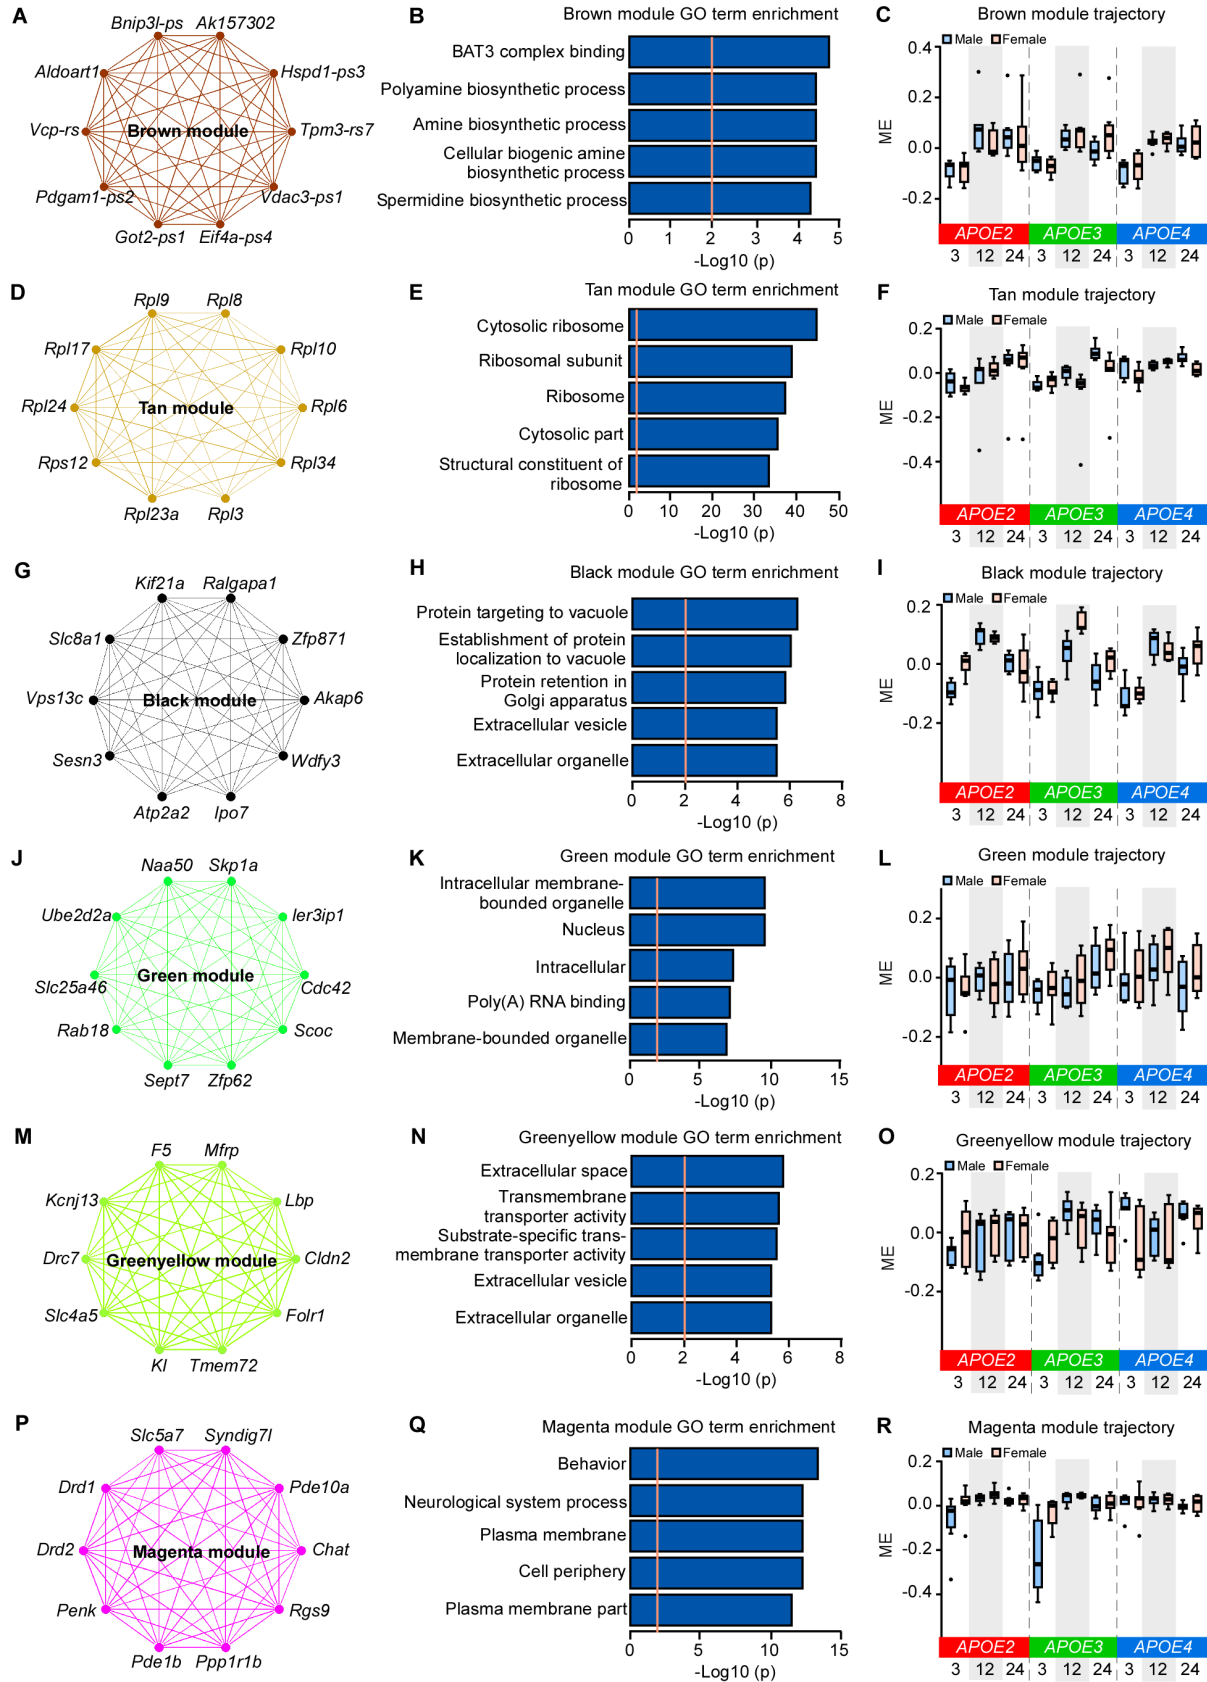 A
Bnip3l-ps Ak157302
Aldoart1 Hspd1-ps3
Vcp-rs Brown module Tpm3-rs7
Pdgam1-ps2 Vdac3-ps1
Got2-ps1 Eif4a-ps4
B Brown module GO term enrichment
BAT3 complex binding
Polyamine biosynthetic process
Amine biosynthetic process
Cellular biogenic amine
biosynthetic process
Spermidine biosynthetic process
0 1 2 3 4 5
-Log10 (p)
C Brown module trajectory
Male Female
0.4
0.2
0.0
-0.2
ME
APOE2 APOE3 APOE4
3 12 24 3 12 24 3 12 24
D
Rpl9 Rpl8
Rpl17 Rpl10
Rpl24 Tan module Rpl6
Rps12 Rpl34
Rpl23a Rpl3
E Tan module GO term enrichment
Cytosolic ribosome
Ribosomal subunit
Ribosome
Cytosolic part
Structural constituent of
ribosome
0 10 20 30 40 50
-Log10 (p)
F Tan module trajectory
Male Female
0.2
0.0
-0.2
-0.4
ME
APOE2 APOE3 APOE4
3 12 24 3 12 24 3 12 24
G
Kif21a Ralgapa1
Slc8a1 Zfp871
Vps13c Black module Akap6
Sesn3 Wdfy3
Atp2a2 Ipo7
H Black module GO term enrichment
Protein targeting to vacuole
Establishment of protein
localization to vacuole
Protein retention in
Golgi apparatus
Extracellular vesicle
Extracellular organelle
0 2 4 6 8
-Log10 (p)
I Black module trajectory
Male Female
0.2
0.0
-0.2
ME
APOE2 APOE3 APOE4
3 12 24 3 12 24 3 12 24
J
Naa50 Skp1a
Ube2d2a Ier3ip1
Slc25a46 Green module Cdc42
Rab18 Scoc
Sept7 Zfp62
K Green module GO term enrichment
Intracellular membrane-
bounded organelle
Nucleus
Intracellular
Poly(A) RNA binding
Membrane-bounded organelle
0 5 10 15
-Log10 (p)
L Green module trajectory
Male Female
0.2
0.0
-0.2
ME
APOE2 APOE3 APOE4
3 12 24 3 12 24 3 12 24
M
F5 Mfrp
Kcnj13 Lbp
Drc7 Greenyellow module Cldn2
Slc4a5 Folr1
Kl Tmem72
N Greenyellow module GO term enrichment
Extracellular space
Transmembrane
transporter activity
Substrate-specific trans-
membrane transporter activity
Extracellular vesicle
Extracellular organelle
0 2 4 6 8
-Log10 (p)
O Greenyellow module trajectory
Male Female
0.2
0.0
-0.2
ME
APOE2 APOE3 APOE4
3 12 24 3 12 24 3 12 24
P
Slc5a7 Syndig7l
Drd1 Pde10a
Drd2 Magenta module Chat
Penk Rgs9
Pde1b Ppp1r1b
Q Magenta module GO term enrichment
Behavior
Neurological system process
Plasma membrane
Cell periphery
Plasma membrane part
0 5 10 15
-Log10 (p)
R Magenta module trajectory
Male Female
0.2
0.0
-0.2
-0.4
ME
APOE2 APOE3 APOE4
3 12 24 3 12 24 3 12 24